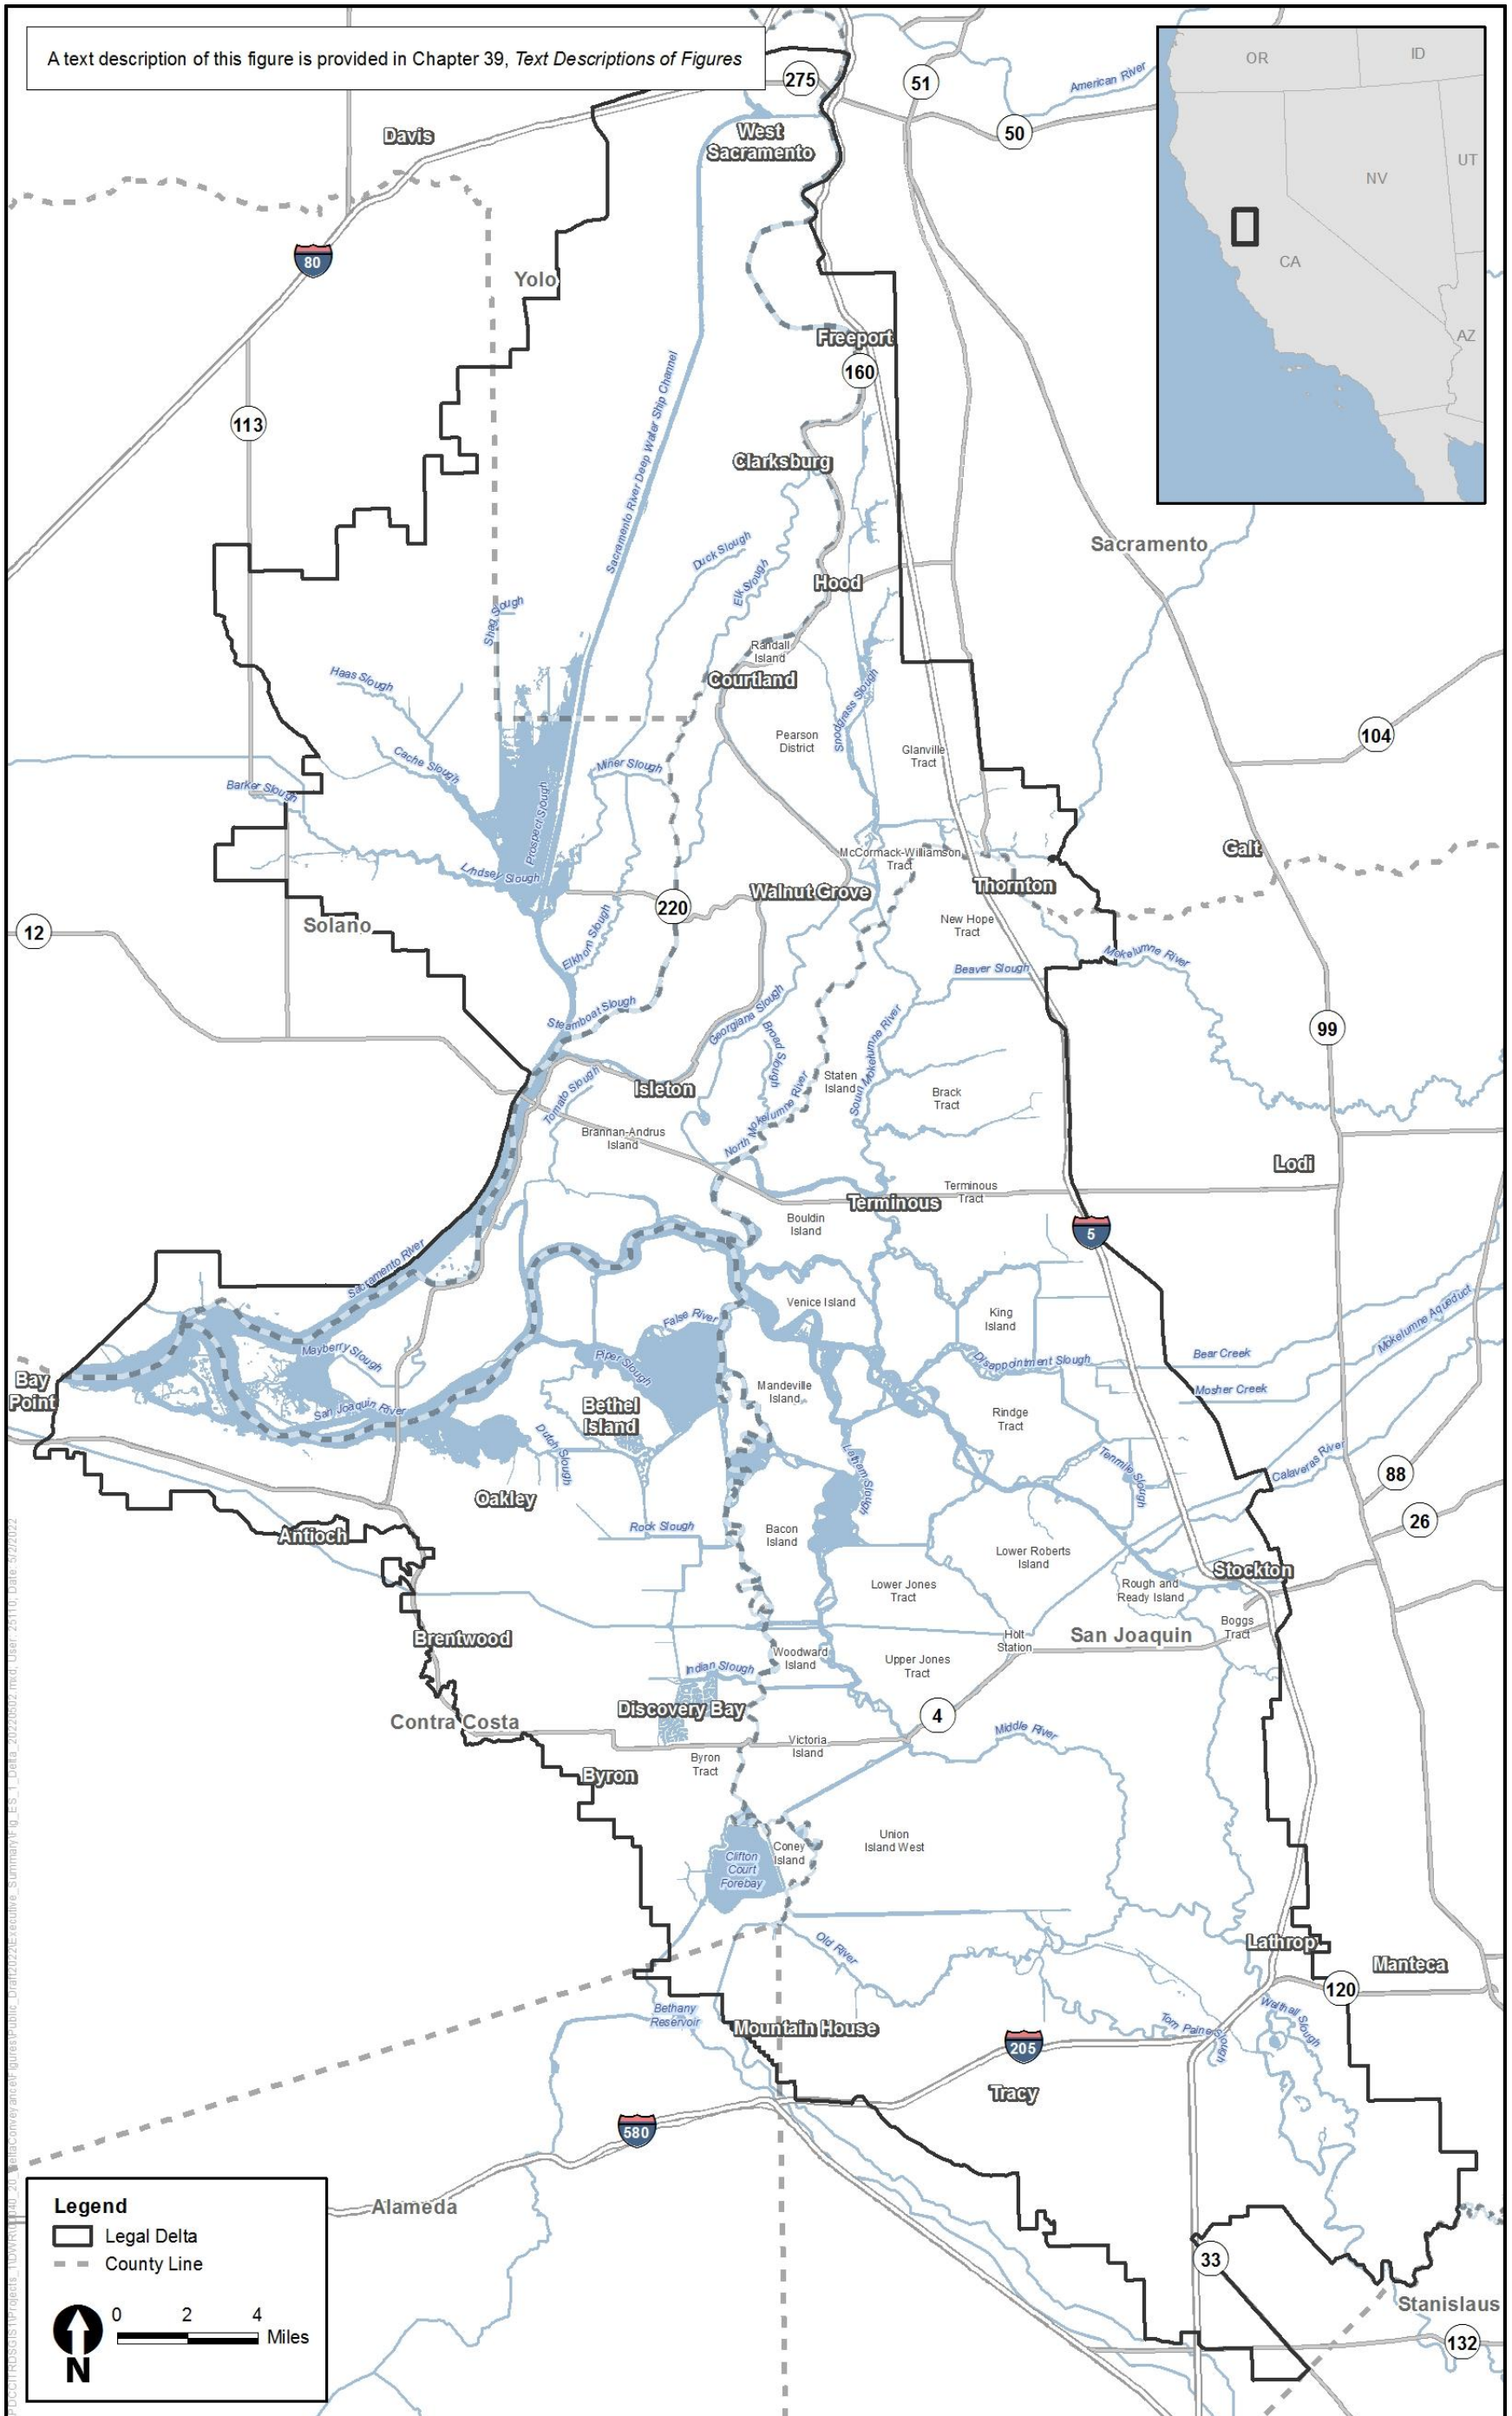 A text description of this figure is provided in Chapter 39, Text Descriptions of Figures
OR
ID
UT
NV
CA
AZ
275
51
50
American River
Davis
West
Sacramento
80
Yolo
Freeport
160
113
Sacramento River Deep Water Ship Channel
Clarksburg
Duck Slough
Elk Slough
Sacramento
Hood
Shag Slough
Randall
Island
Courtland
Haas Slough
Snodgrass Slough
Pearson
District
Glanville
Tract
104
Cache Slough
Miner Slough
Barker Slough
Prospect Slough
McCormack-Williamson
Tract
Galt
Lindsey Slough
Walnut Grove
Thornton
220
Solano
12
New Hope
Tract
Elkhorn Slough
Mokelumne River
Beaver Slough
Steamboat Slough
Georgiana Slough
99
Broad Slough
South Mokelumne River
Staten
Island
Isleton
Tomato Slough
Brack
Tract
North Mokelumne River
Brannan-Andrus
Island
Lodi
Terminous
Terminous
Tract
Bouldin
Island
5
Sacramento River
Venice Island
King
Island
False River
Mokelumne Aqueduct
Mayberry Slough
Piper Slough
Disappointment Slough
Bear Creek
Bay
Point
Mandeville
Island
Mosher Creek
San Joaquin River
Bethel
Island
Rindge
Tract
Dutch Slough
Latham Slough
Tenmile Slough
Calaveras River
88
Oakley
26
Antioch
Rock Slough
Bacon
Island
Lower Roberts
Island
Stockton
Lower Jones
Tract
Rough and
Ready Island
Brentwood
Holt
Station
San Joaquin
Boggs
Tract
Woodward
Island
Upper Jones
Tract
Indian Slough
Discovery Bay
4
Contra Costa
Middle River
Victoria
Island
Byron
Tract
Byron
Union
Island West
Coney
Island
Clifton
Court
Forebay
Old River
Lathrop
Manteca
120
Bethany
Reservoir
Mountain House
Walthall Slough
Tom Paine Slough
205
Tracy
580
Alameda
33
Stanislaus
132
Legend
Legal Delta
County Line
0 2 4
Miles
N